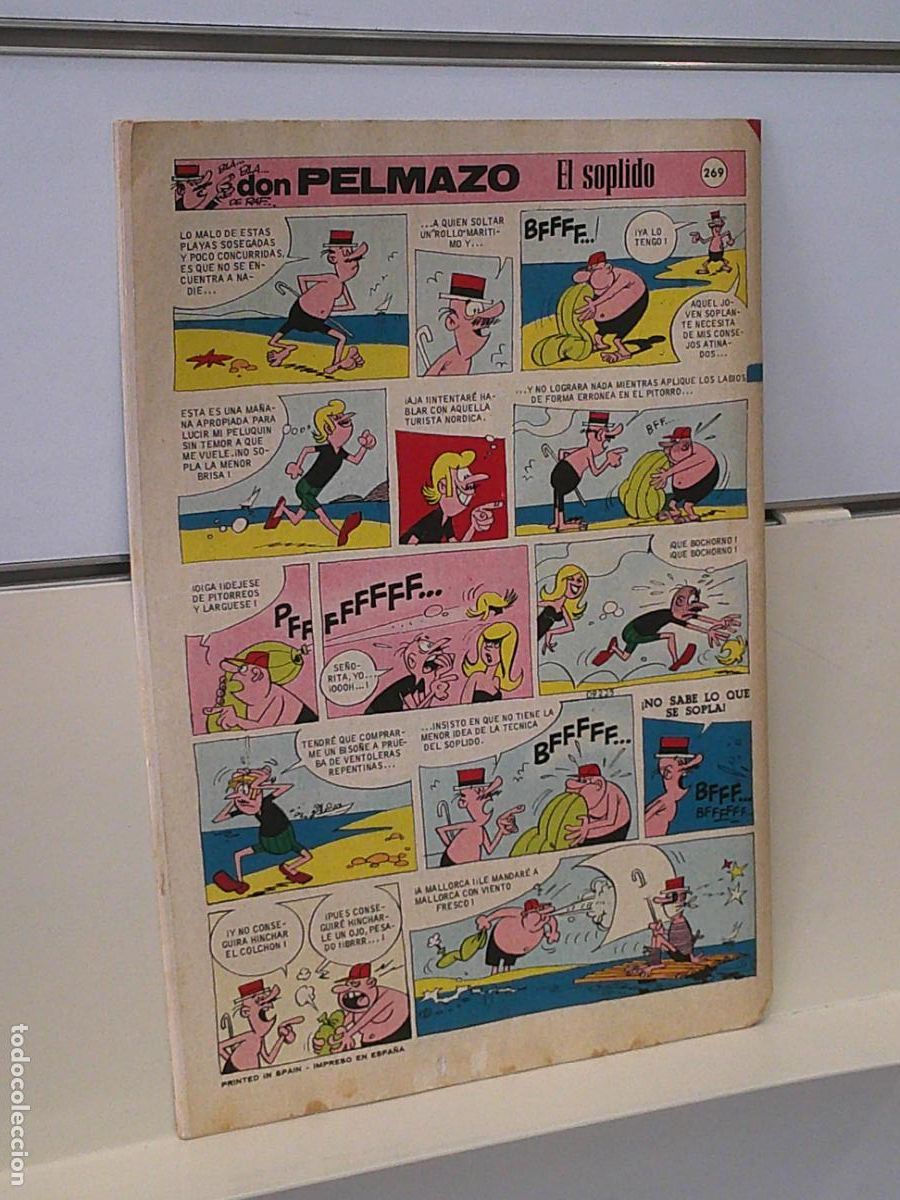 BLA...
BLA...
don PELMAZO
El soplido
269
DE RAF..
LO MALO DE ESTAS
PLAYAS SOSEGADAS
Y POCO CONCURRIDAS,
ES QUE NO SE EN-
CUENTRA A NA-
DIE...
...A QUIEN SOLTAR
UN "ROLLO" MARITI-
MO Y...
BFFFF...!
¡YA LO
TENGO!
AQUEL JO-
VEN SOPLAN-
TE NECESITA
DE MIS CONSE-
JOS ATINA-
DOS...
ESTA ES UNA MAÑA-
NA APROPIADA PARA
LUCIR MI PELUQUIN
SIN TEMOR A QUE
ME VUELE. ¡NO SO-
PLA LA MENOR
BRISA!
¡AJA! ¡INTENTARÉ HA-
BLAR CON AQUELLA
TURISTA NORDICA.
...Y NO LOGRARA NADA MIENTRAS APLIQUE LOS LABIOS
DE FORMA ERRONEA EN EL PITORRO...
BFF...
¡OIGA! ¡DEJESE
DE PITORREOS
Y LARGUESE!
PFF
FFFFFFF...
SEÑO-
RITA, YO...
¡OOOH...!
¡QUE BOCHORNO!
¡QUE BOCHORNO!
TENDRÉ QUE COMPRAR-
ME UN BISOÑE A PRUE-
BA DE VENTOLERAS
REPENTINAS...
...INSISTO EN QUE NO TIENE LA
MENOR IDEA DE LA TECNICA
DEL SOPLIDO.
BFFFFFF...
¡NO SABE LO QUE
SE SOPLA!
BFFF...
BFFFFFF...
¡Y NO CONSE-
GUIRA HINCHAR
EL COLCHON!
¡PUES CONSE-
GUIRÉ HINCHAR-
LE UN OJO, PESA-
DO! ¡BRRR...!
¡A MALLORCA! ¡LE MANDARÉ A
MALLORCA CON VIENTO
FRESCO!
PRINTED IN SPAIN - IMPRESO EN ESPAÑA
todocoleccion